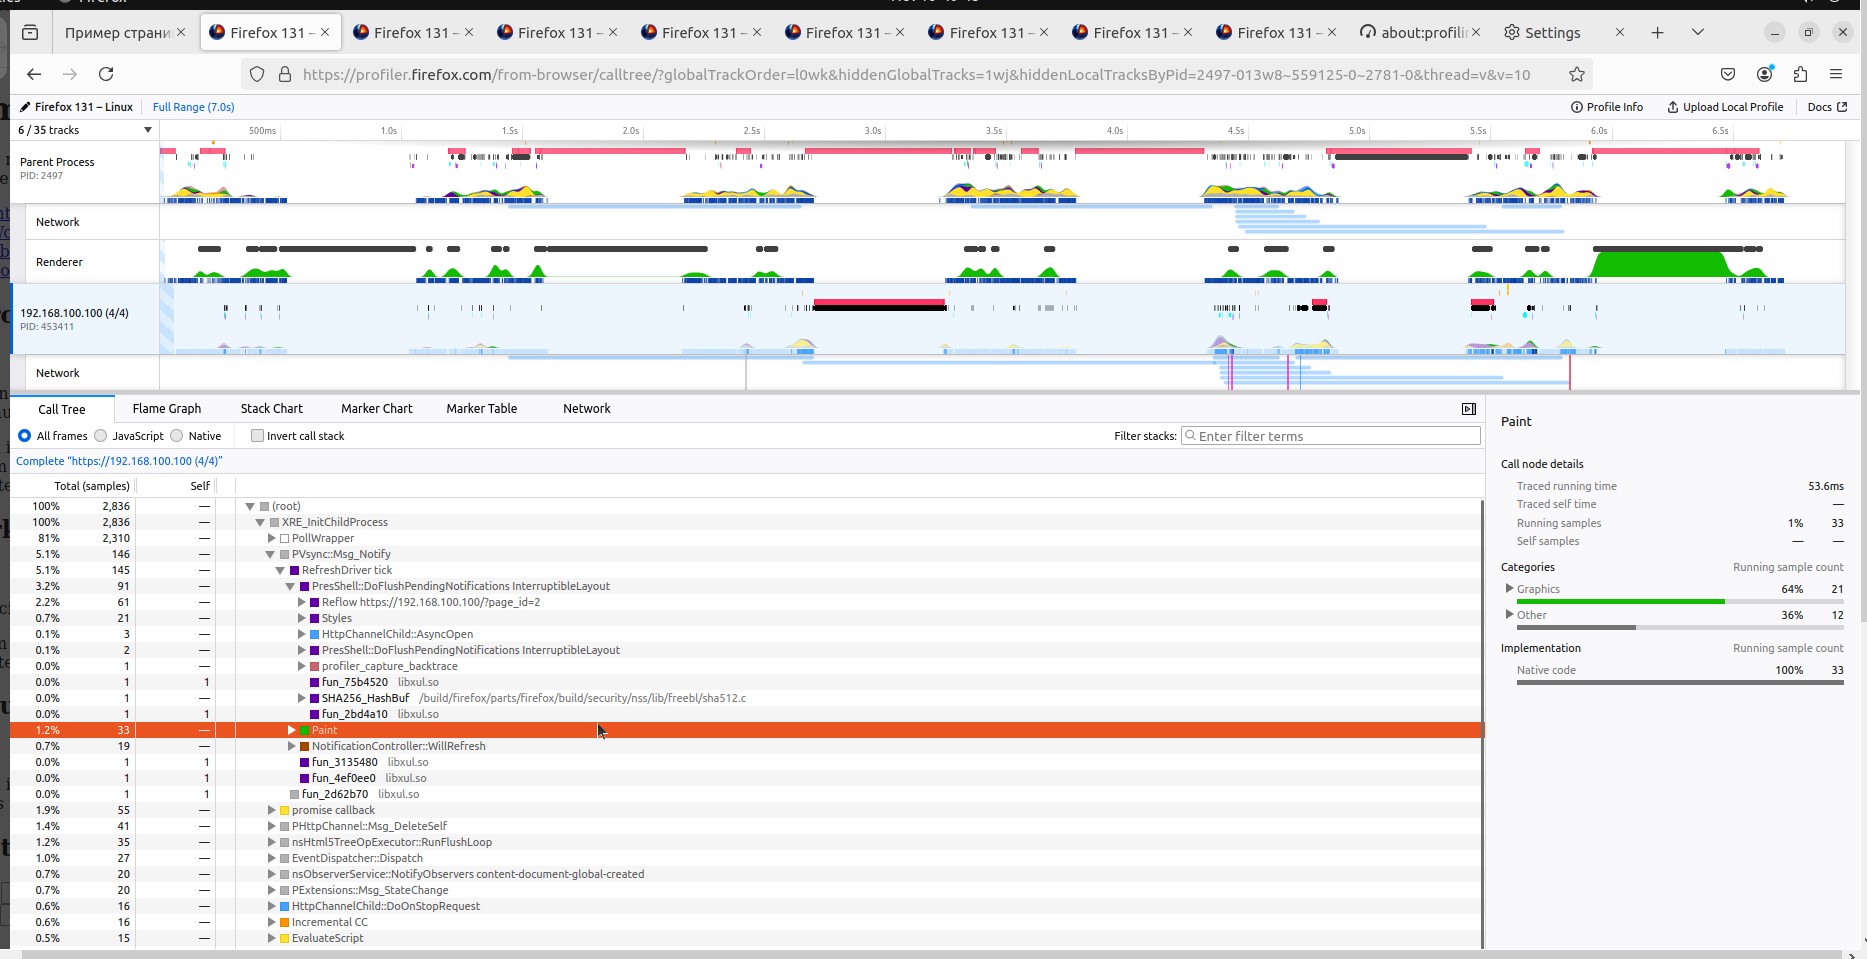 Firefox
Пример страни
Firefox 131 –
Firefox 131 –
Firefox 131 –
Firefox 131 –
Firefox 131 –
Firefox 131 –
Firefox 131 –
Firefox 131 –
about:profilin
Settings
https://profiler.firefox.com/from-browser/calltree/?globalTrackOrder=l0wk&hiddenGlobalTracks=1wj&hiddenLocalTracksByPid=2497-013w8~559125-0~2781-0&thread=v&v=10
Firefox 131 – Linux Full Range (7.0s) Profile Info Upload Local Profile Docs
6 / 35 tracks 500ms 1.0s 1.5s 2.0s 2.5s 3.0s 3.5s 4.0s 4.5s 5.0s 5.5s 6.0s 6.5s
Parent Process
PID: 2497
Network
Renderer
192.168.100.100 (4/4)
PID: 453411
Network
Call Tree Flame Graph Stack Chart Marker Chart Marker Table Network
All frames JavaScript Native Invert call stack Filter stacks: Enter filter terms
Complete “https://192.168.100.100 (4/4)”
Total (samples) Self
100% 2,836 — (root)
100% 2,836 — XRE_InitChildProcess
81% 2,310 — PollWrapper
5.1% 146 — PVsync::Msg_Notify
5.1% 145 — RefreshDriver tick
3.2% 91 — PresShell::DoFlushPendingNotifications InterruptibleLayout
2.2% 61 — Reflow https://192.168.100.100/?page_id=2
0.7% 21 — Styles
0.1% 3 — HttpChannelChild::AsyncOpen
0.1% 2 — PresShell::DoFlushPendingNotifications InterruptibleLayout
0.0% 1 — profiler_capture_backtrace
0.0% 1 1 fun_75b4520 libxul.so
0.0% 1 — SHA256_HashBuf /build/firefox/parts/firefox/build/security/nss/lib/freebl/sha512.c
0.0% 1 1 fun_2bd4a10 libxul.so
1.2% 33 — Paint
0.7% 19 — NotificationController::WillRefresh
0.0% 1 1 fun_3135480 libxul.so
0.0% 1 1 fun_4ef0ee0 libxul.so
0.0% 1 1 fun_2d62b70 libxul.so
1.9% 55 — promise callback
1.4% 41 — PHttpChannel::Msg_DeleteSelf
1.2% 35 — nsHtml5TreeOpExecutor::RunFlushLoop
1.0% 27 — EventDispatcher::Dispatch
0.7% 20 — nsObserverService::NotifyObservers content-document-global-created
0.7% 20 — PExtensions::Msg_StateChange
0.6% 16 — HttpChannelChild::DoOnStopRequest
0.6% 16 — Incremental CC
0.5% 15 — EvaluateScript
Paint
Call node details
Traced running time 53.6ms
Traced self time —
Running samples 1% 33
Self samples — —
Categories Running sample count
Graphics 64% 21
Other 36% 12
Implementation Running sample count
Native code 100% 33